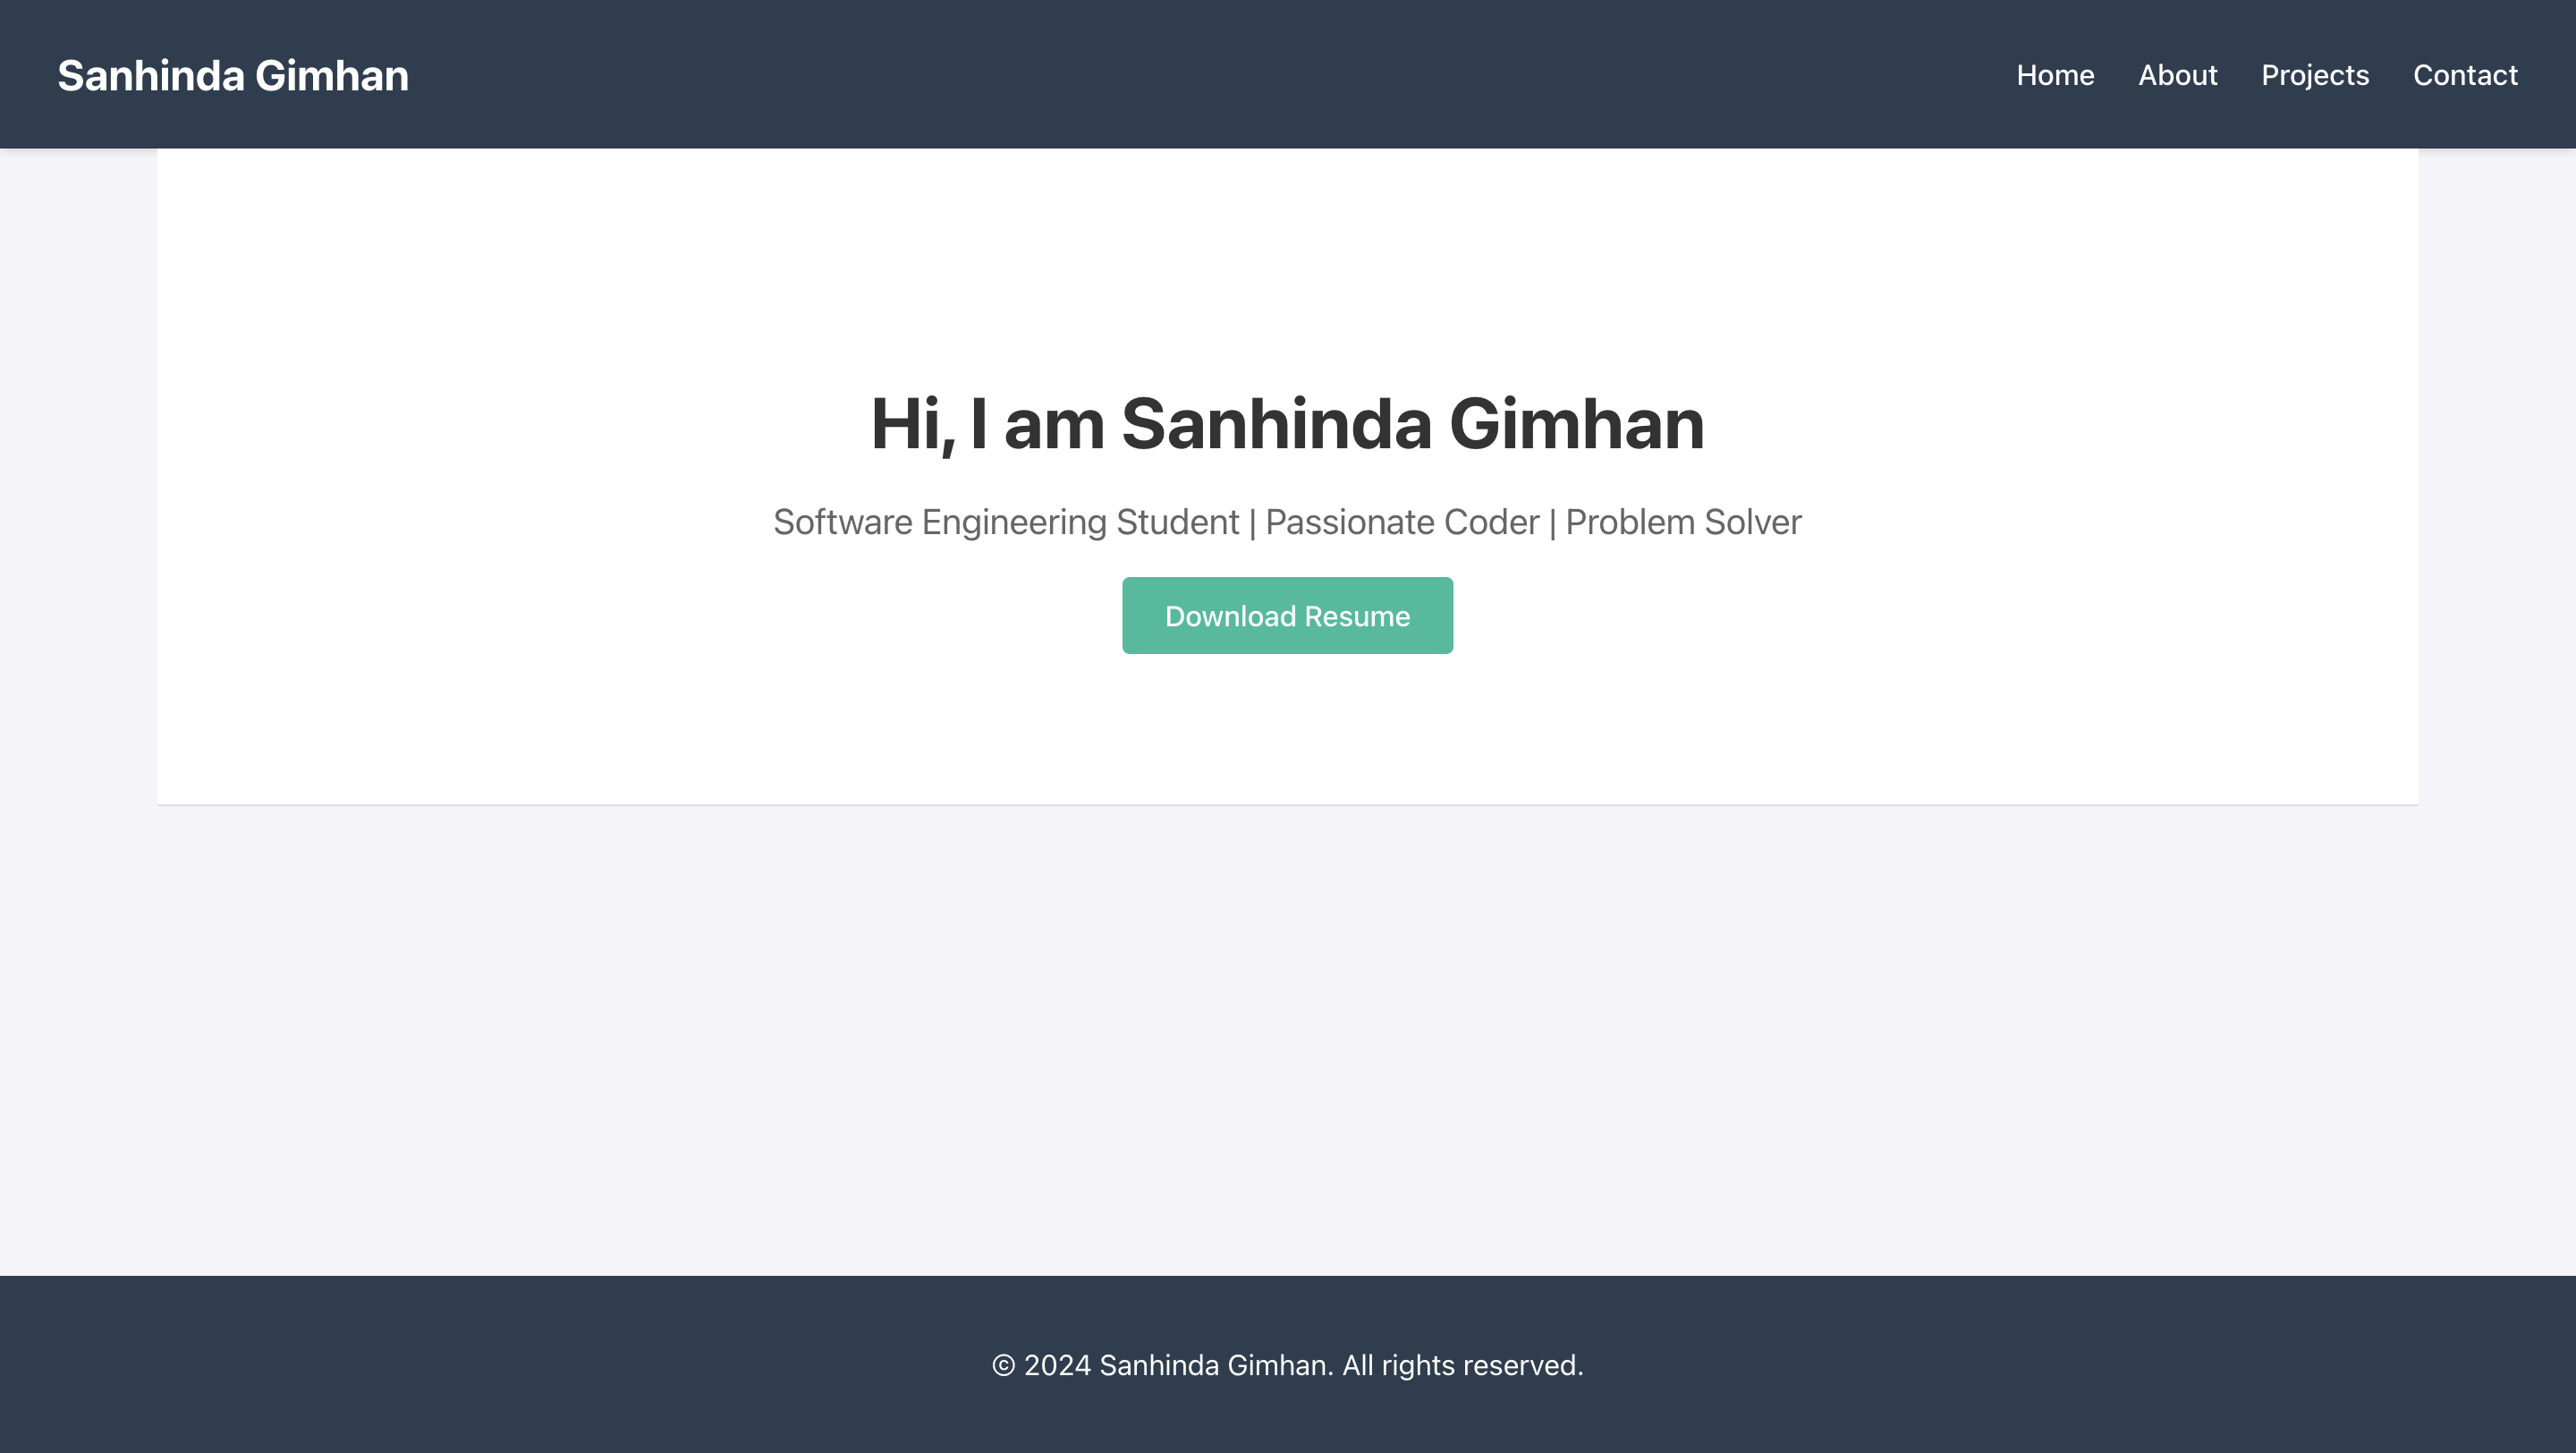 Sanhinda Gimhan
Home About Projects Contact
Hi, I am Sanhinda Gimhan
Software Engineering Student | Passionate Coder | Problem Solver
Download Resume
© 2024 Sanhinda Gimhan. All rights reserved.